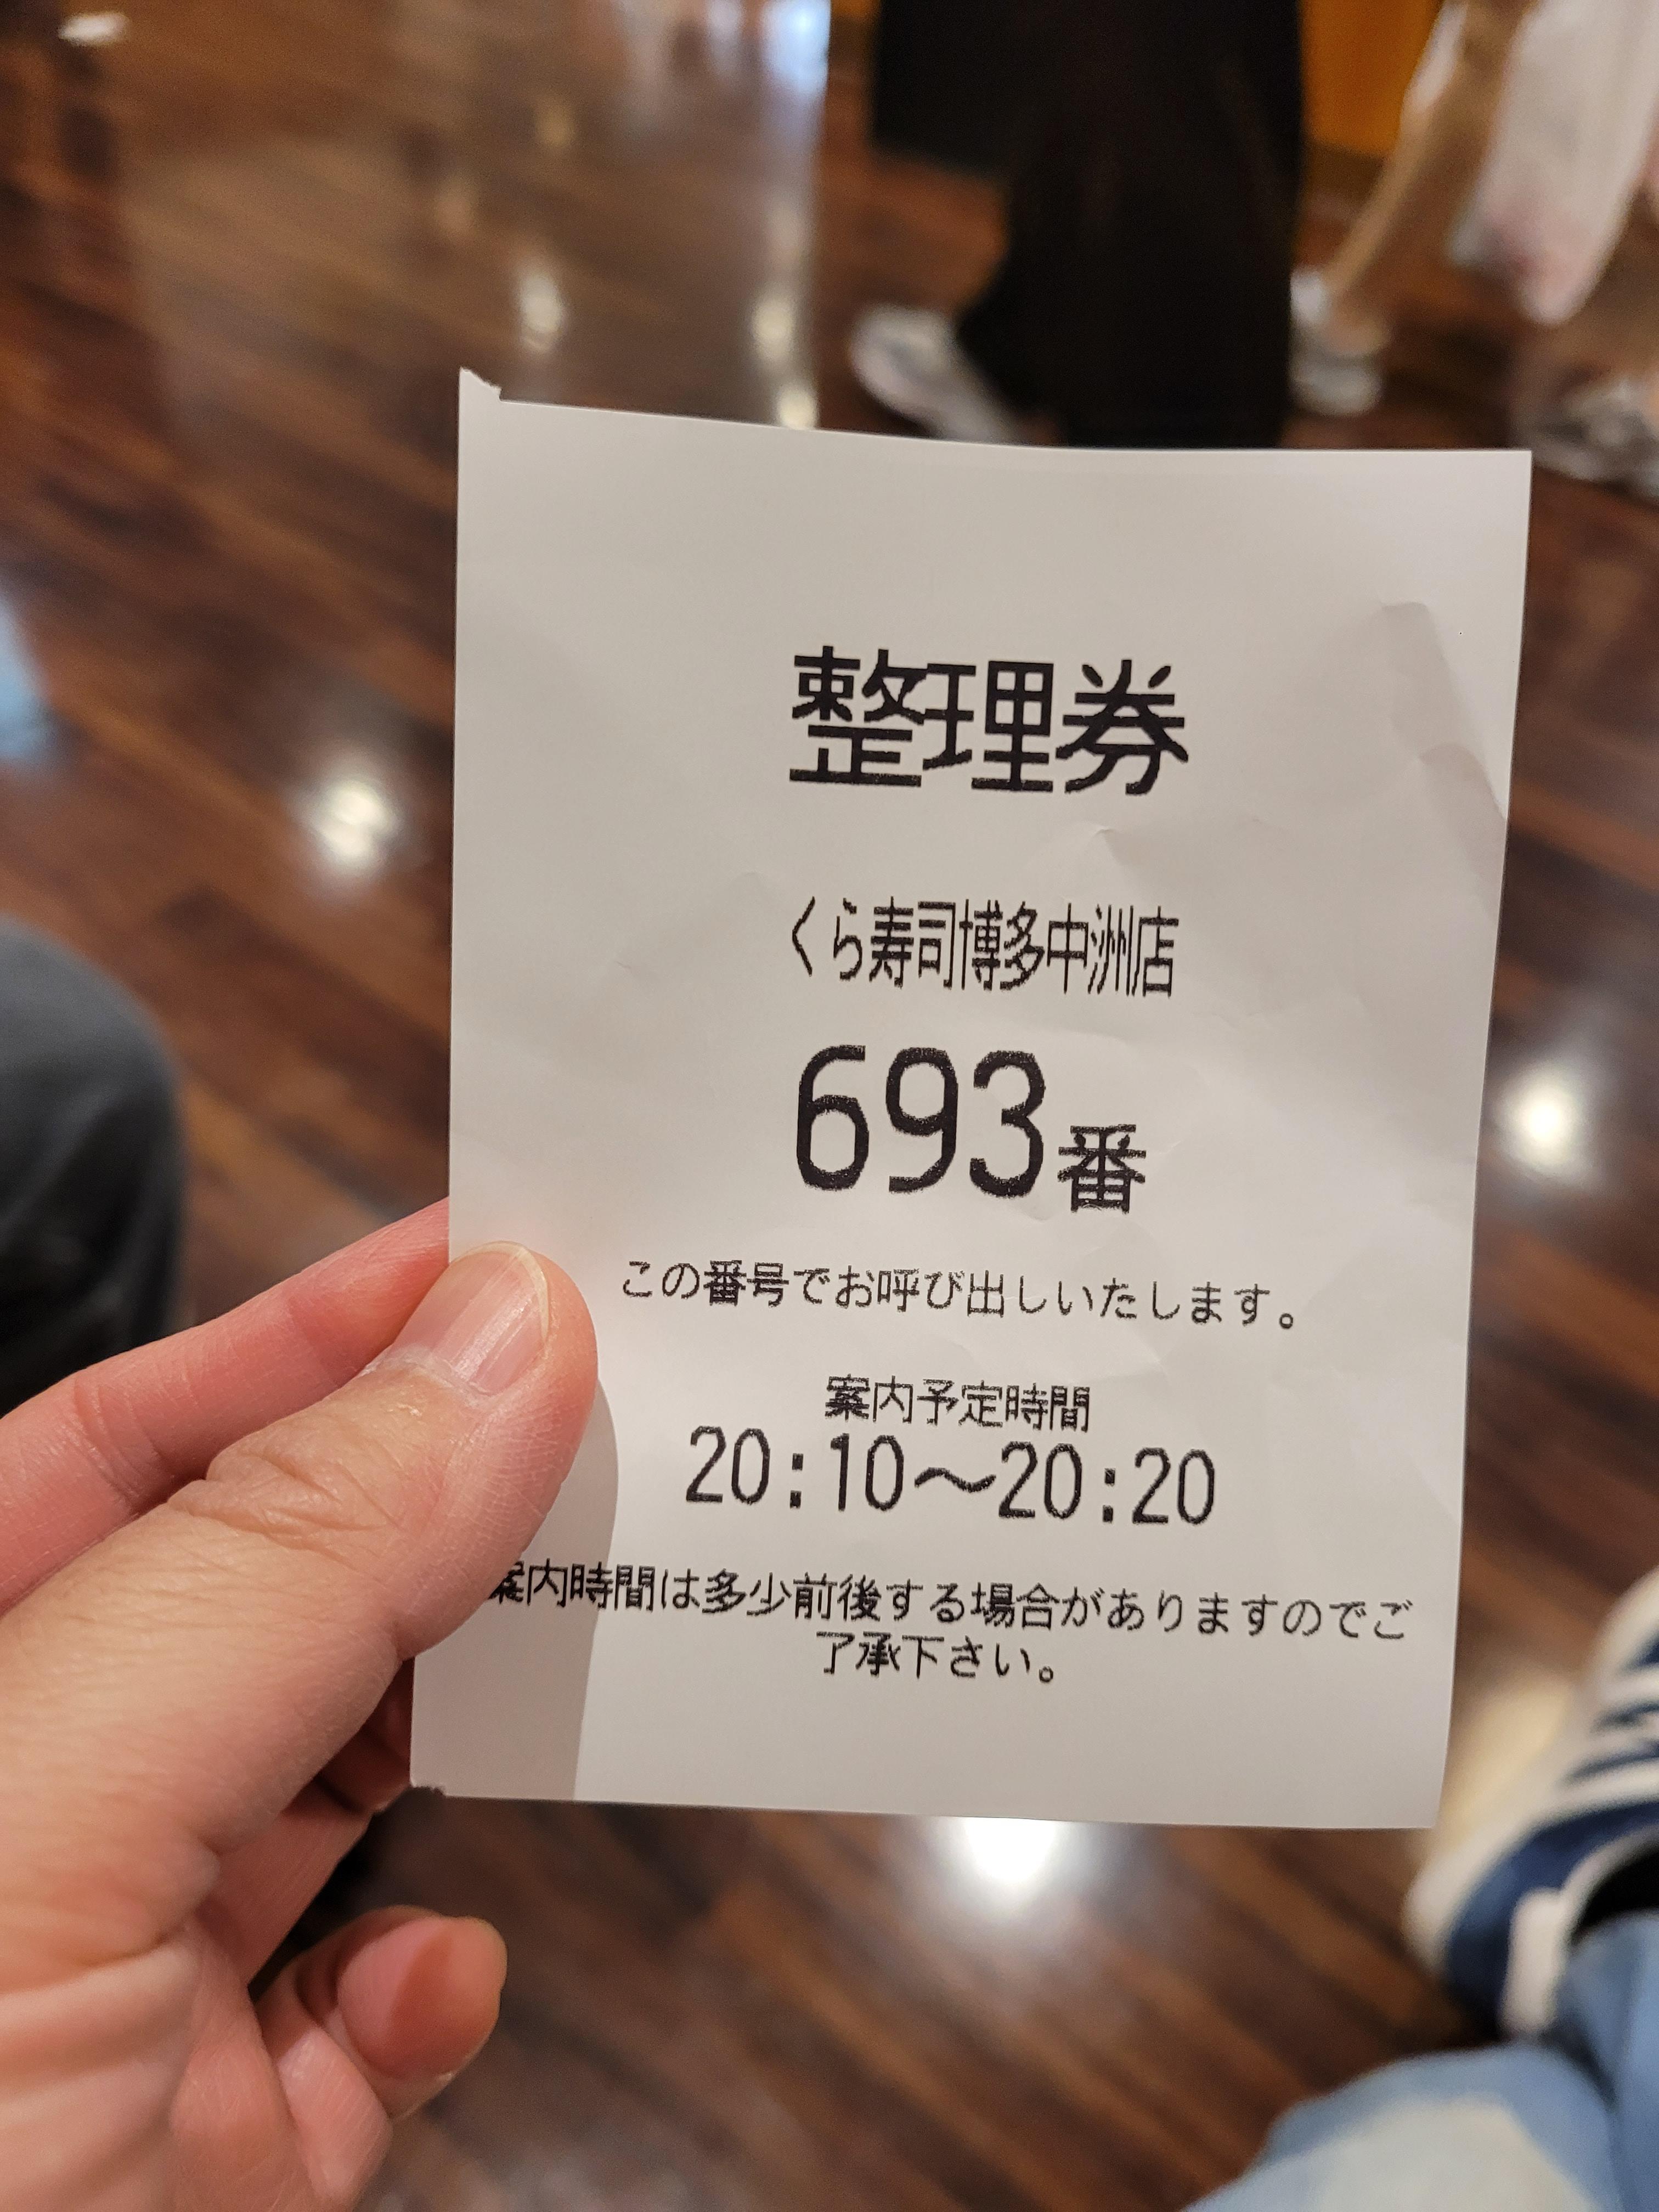 整理券
くら寿司博多中洲店
693番
この番号でお呼び出しいたします。
案内予定時間
20:10～20:20
案内時間は多少前後する場合がありますのでご
了承下さい。